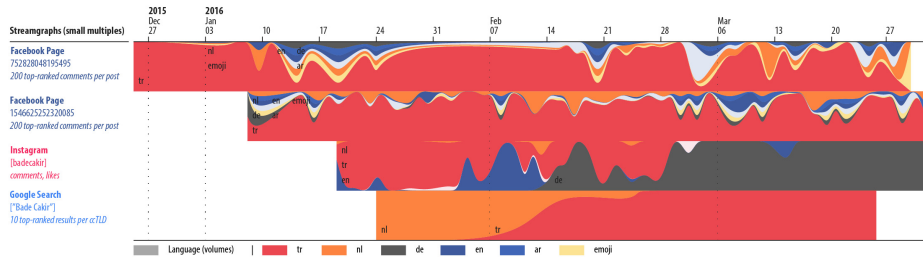 2015 2016
Dec Jan Feb Mar
Streamgraphs (small multiples) 27 03 10 17 24 31 07 14 21 28 06 13 20 27
Facebook Page
752828048195495
200 top-ranked comments per post
nl en de
emoji ar
tr
Facebook Page
1546625252320085
200 top-ranked comments per post
nl en emoji
de ar
tr
Instagram
[badecakir]
comments, likes
nl
tr
en de
Google Search
["Bade Cakir"]
10 top-ranked results per ccTLD
nl tr
Language (volumes) | tr nl de en ar emoji